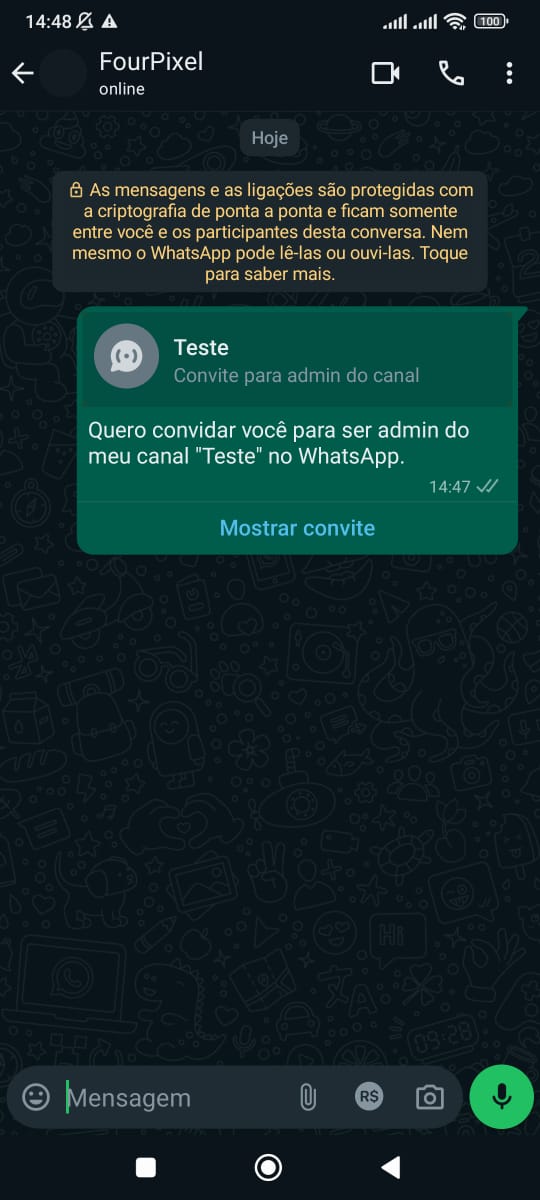 14:48
100
FourPixel
online
Hoje
As mensagens e as ligações são protegidas com
a criptografia de ponta a ponta e ficam somente
entre você e os participantes desta conversa. Nem
mesmo o WhatsApp pode lê-las ou ouvi-las. Toque
para saber mais.
Teste
Convite para admin do canal
Quero convidar você para ser admin do
meu canal "Teste" no WhatsApp.
14:47
Mostrar convite
Hi
09:28
Mensagem
R$